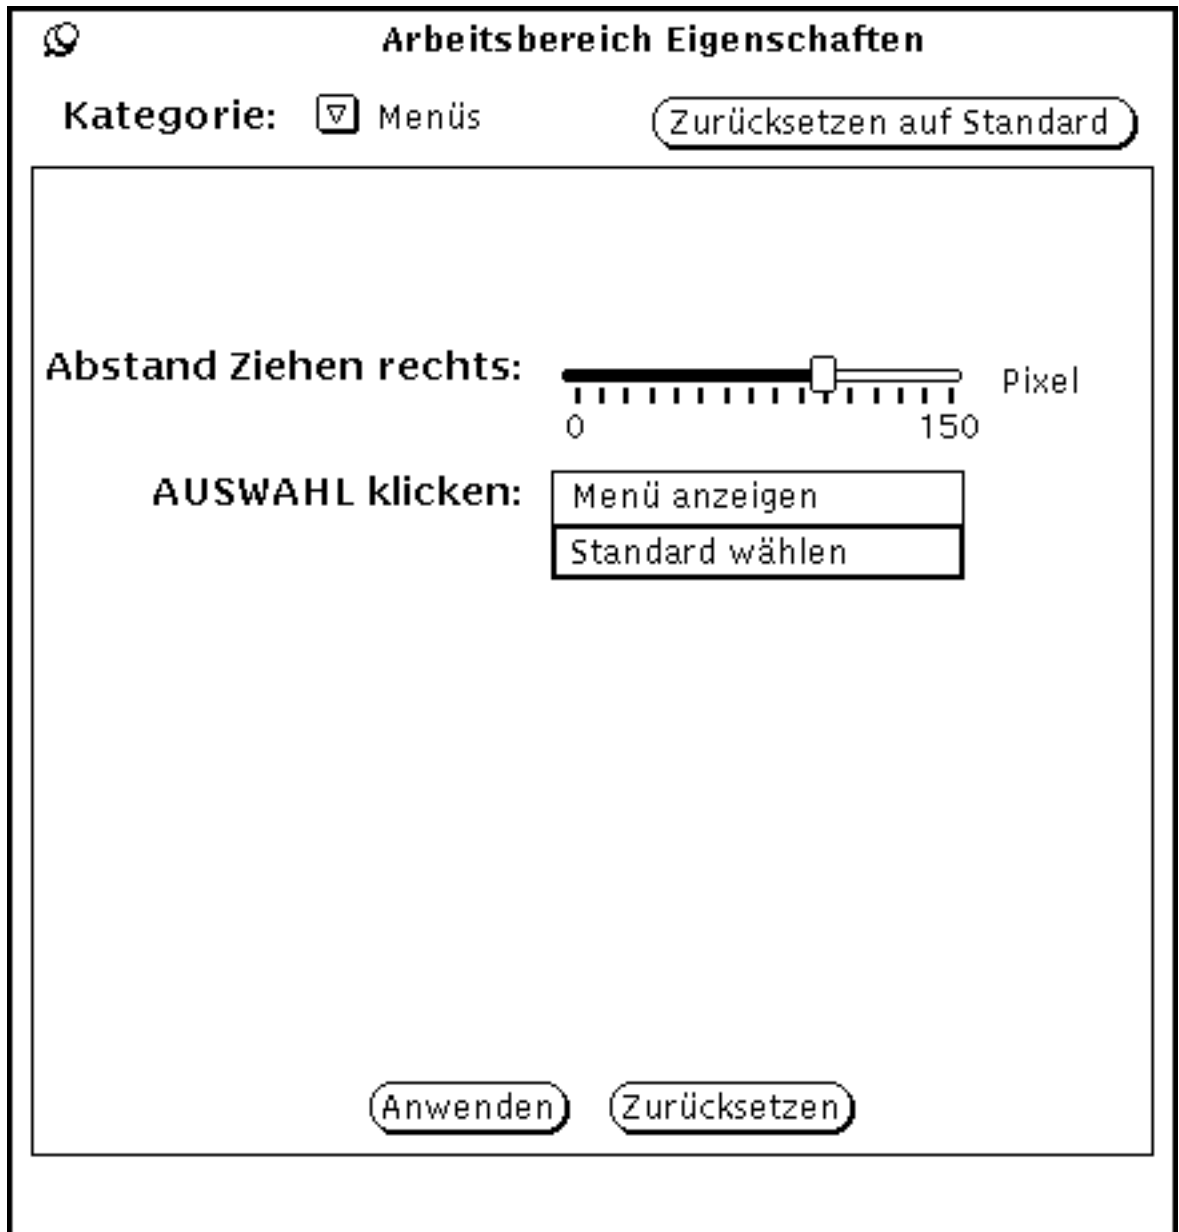 Arbeitsbereich Eigenschaften
Kategorie: Menüs Zurücksetzen auf Standard
Abstand Ziehen rechts: Pixel
0 150
AUSWAHL klicken: Menü anzeigen
Standard wählen
Anwenden Zurücksetzen